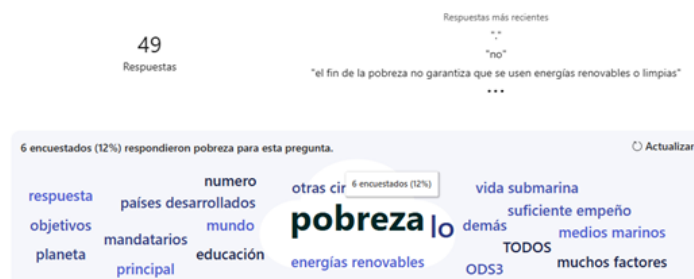 49
Respuestas
Respuestas más recientes
"."
"no"
"el fin de la pobreza no garantiza que se usen energías renovables o limpias"
...
6 encuestados (12%) respondieron pobreza para esta pregunta.
Actualizar
numero
otras cir
6 encuestados (12%)
vida submarina
respuesta
países desarrollados
pobreza
lo
suficiente empeño
objetivos
mundo
demás
medios marinos
mandatarios
TODOS
planeta
educación
energías renovables
muchos factores
principal
ODS3